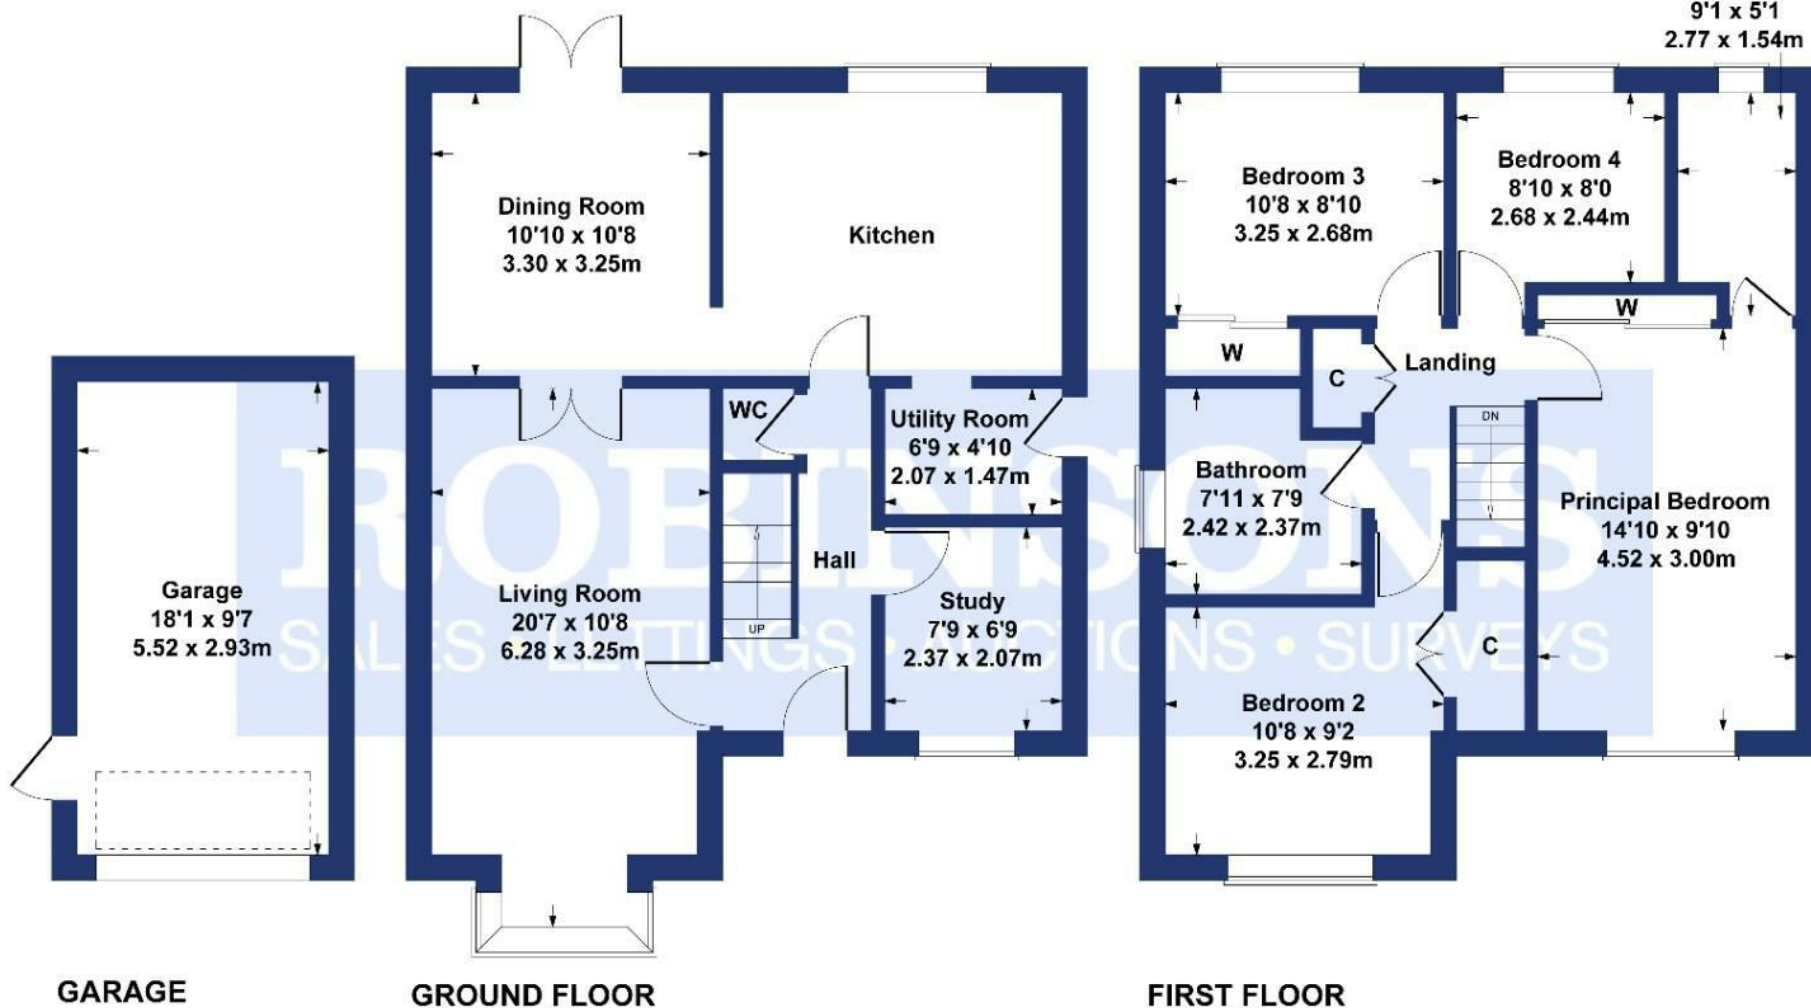 9'1 x 5'1
2.77 x 1.54m
Dining Room
10'10 x 10'8
3.30 x 3.25m
Kitchen
Bedroom 3
10'8 x 8'10
3.25 x 2.68m
Bedroom 4
8'10 x 8'0
2.68 x 2.44m
W
W
C
Landing
WC
Utility Room
6'9 x 4'10
2.07 x 1.47m
DN
Bathroom
7'11 x 7'9
2.42 x 2.37m
Principal Bedroom
14'10 x 9'10
4.52 x 3.00m
ROBINSONS
SALES • LETTINGS • AUCTIONS • SURVEYS
Garage
18'1 x 9'7
5.52 x 2.93m
Living Room
20'7 x 10'8
6.28 x 3.25m
UP
Hall
Study
7'9 x 6'9
2.37 x 2.07m
C
Bedroom 2
10'8 x 9'2
3.25 x 2.79m
GARAGE
GROUND FLOOR
FIRST FLOOR